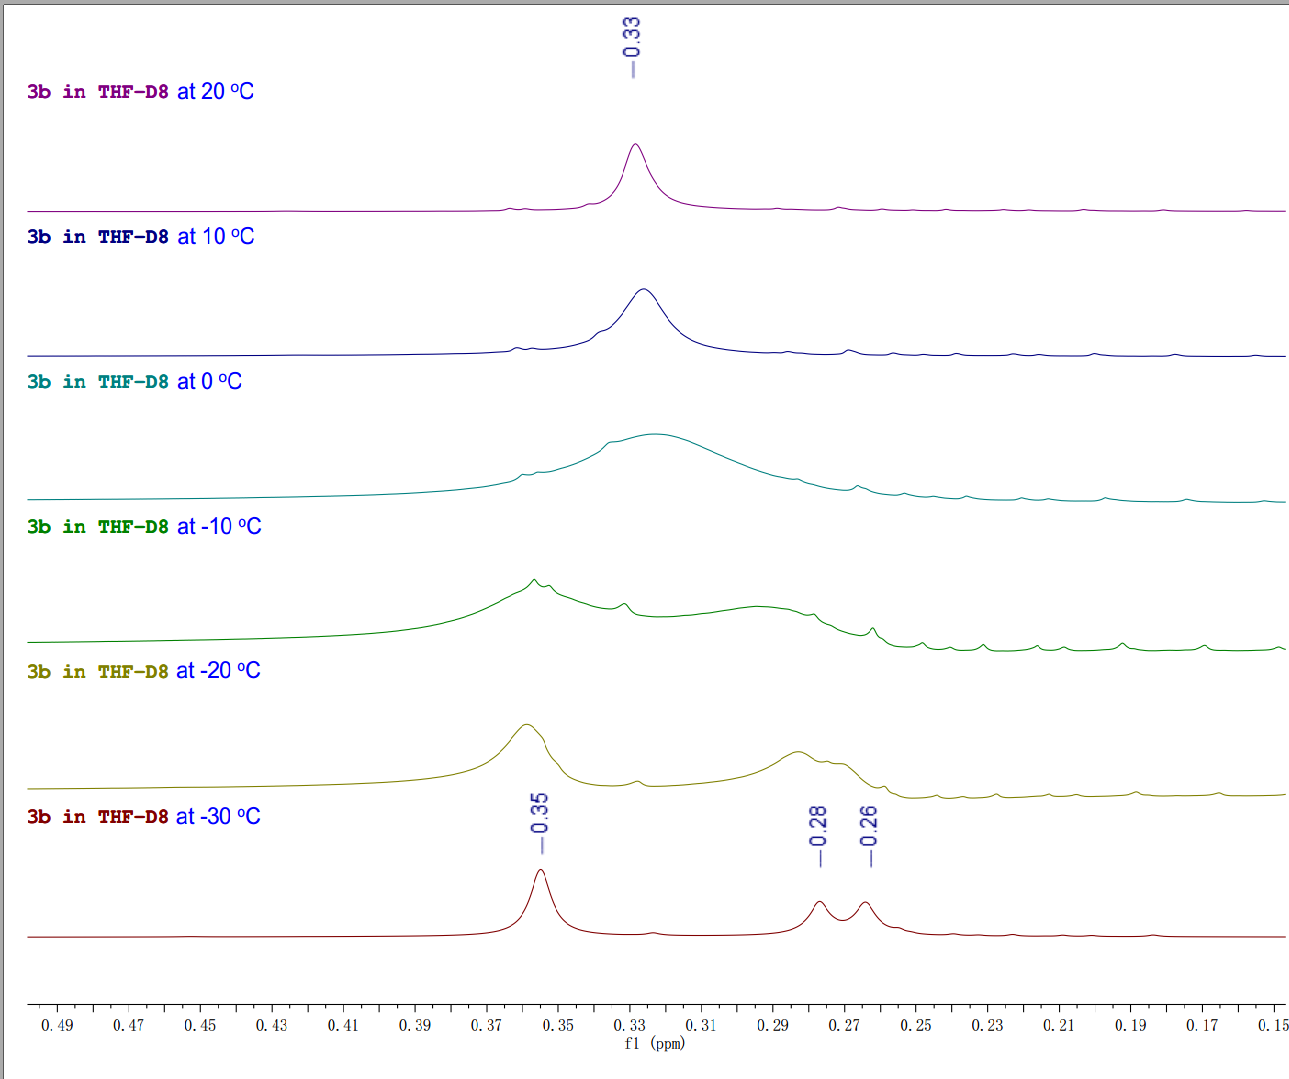 —0.33
3b in THF-D8 at 20 ºC
3b in THF-D8 at 10 ºC
3b in THF-D8 at 0 ºC
3b in THF-D8 at -10 ºC
3b in THF-D8 at -20 ºC
3b in THF-D8 at -30 ºC
—0.35 —0.28 —0.26
0.49 0.47 0.45 0.43 0.41 0.39 0.37 0.35 0.33 0.31 0.29 0.27 0.25 0.23 0.21 0.19 0.17 0.15
f1 (ppm)